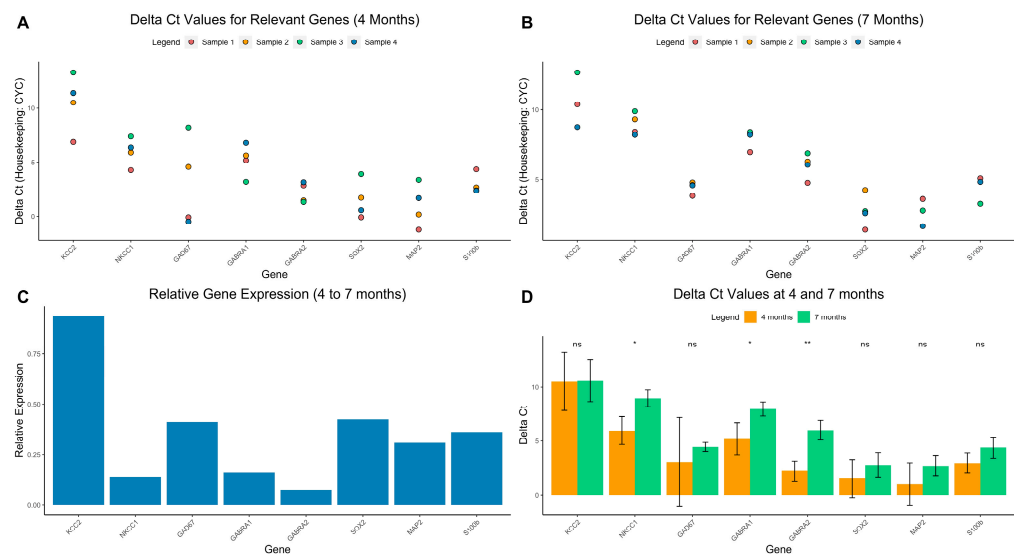 A
Delta Ct Values for Relevant Genes (4 Months)
Legend Sample 1 Sample 2 Sample 3 Sample 4
Delta Ct (Housekeeping: CYC)
10
5
0
KCC2 NKCC1 GAD67 GABRA1 GABRA2 SOX2 MAP2 S100b
Gene
B
Delta Ct Values for Relevant Genes (7 Months)
Legend Sample 1 Sample 2 Sample 3 Sample 4
Delta Ct (Housekeeping: CYC)
10
5
KCC2 NKCC1 GAD67 GABRA1 GABRA2 SOX2 MAP2 S100b
Gene
C
Relative Gene Expression (4 to 7 months)
Relative Expression
0.75
0.50
0.25
0.00
KCC2 NKCC1 GAD67 GABRA1 GABRA2 SOX2 MAP2 S100b
Gene
D
Delta Ct Values at 4 and 7 months
Legend 4 months 7 months
ns * ns * ** ns ns ns
Delta C:
10
5
0
KCC2 NKCC1 GAD67 GABRA1 GABRA2 SOX2 MAP2 S100b
Gene